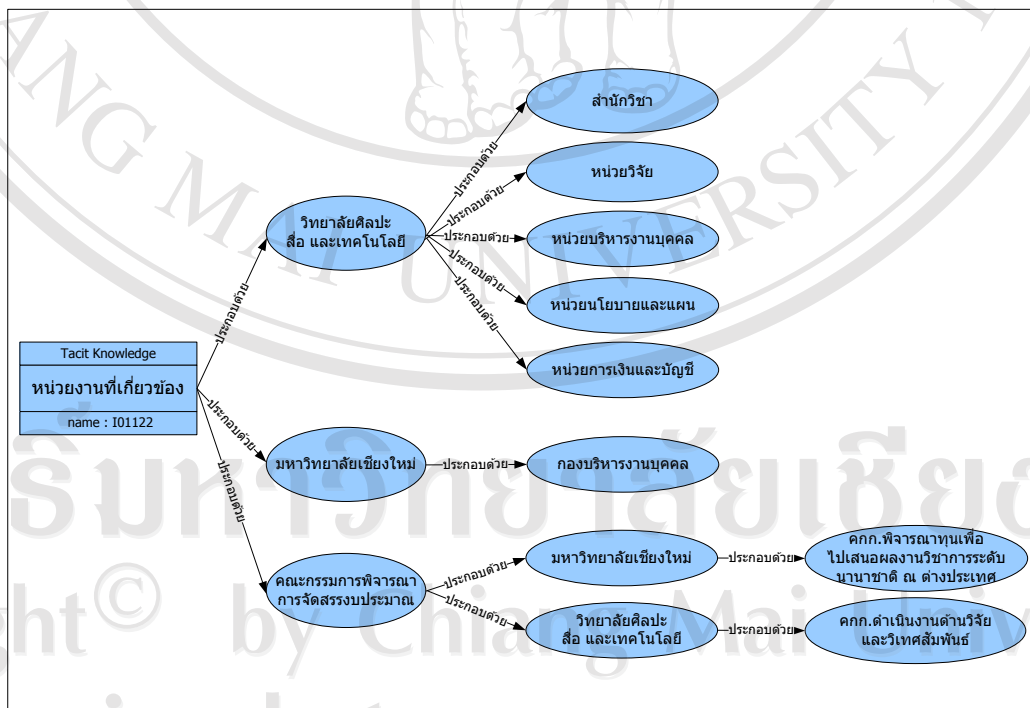 Tacit Knowledge
หน่วยงานที่เกี่ยวข้อง
name : I01122
ประกอบด้วย
ประกอบด้วย
ประกอบด้วย
วิทยาลัยศิลปะ
สื่อ และเทคโนโลยี
ประกอบด้วย
สำนักวิชา
ประกอบด้วย
หน่วยวิจัย
ประกอบด้วย
หน่วยบริหารงานบุคคล
ประกอบด้วย
หน่วยนโยบายและแผน
ประกอบด้วย
หน่วยการเงินและบัญชี
มหาวิทยาลัยเชียงใหม่
ประกอบด้วย
กองบริหารงานบุคคล
คณะกรรมการพิจารณา
การจัดสรรงบประมาณ
ประกอบด้วย
มหาวิทยาลัยเชียงใหม่
ประกอบด้วย
คกก.พิจารณาทุนเพื่อ
ไปเสนอผลงานวิชาการระดับ
นานาชาติ ณ ต่างประเทศ
ประกอบด้วย
วิทยาลัยศิลปะ
สื่อ และเทคโนโลยี
ประกอบด้วย
คกก.ดำเนินงานด้านวิจัย
และวิเทศสัมพันธ์
ANG MAI UNIVERSITY
ธิ์มหาวิทยาลัยเชียง
ght © by Chiang Mai Univ